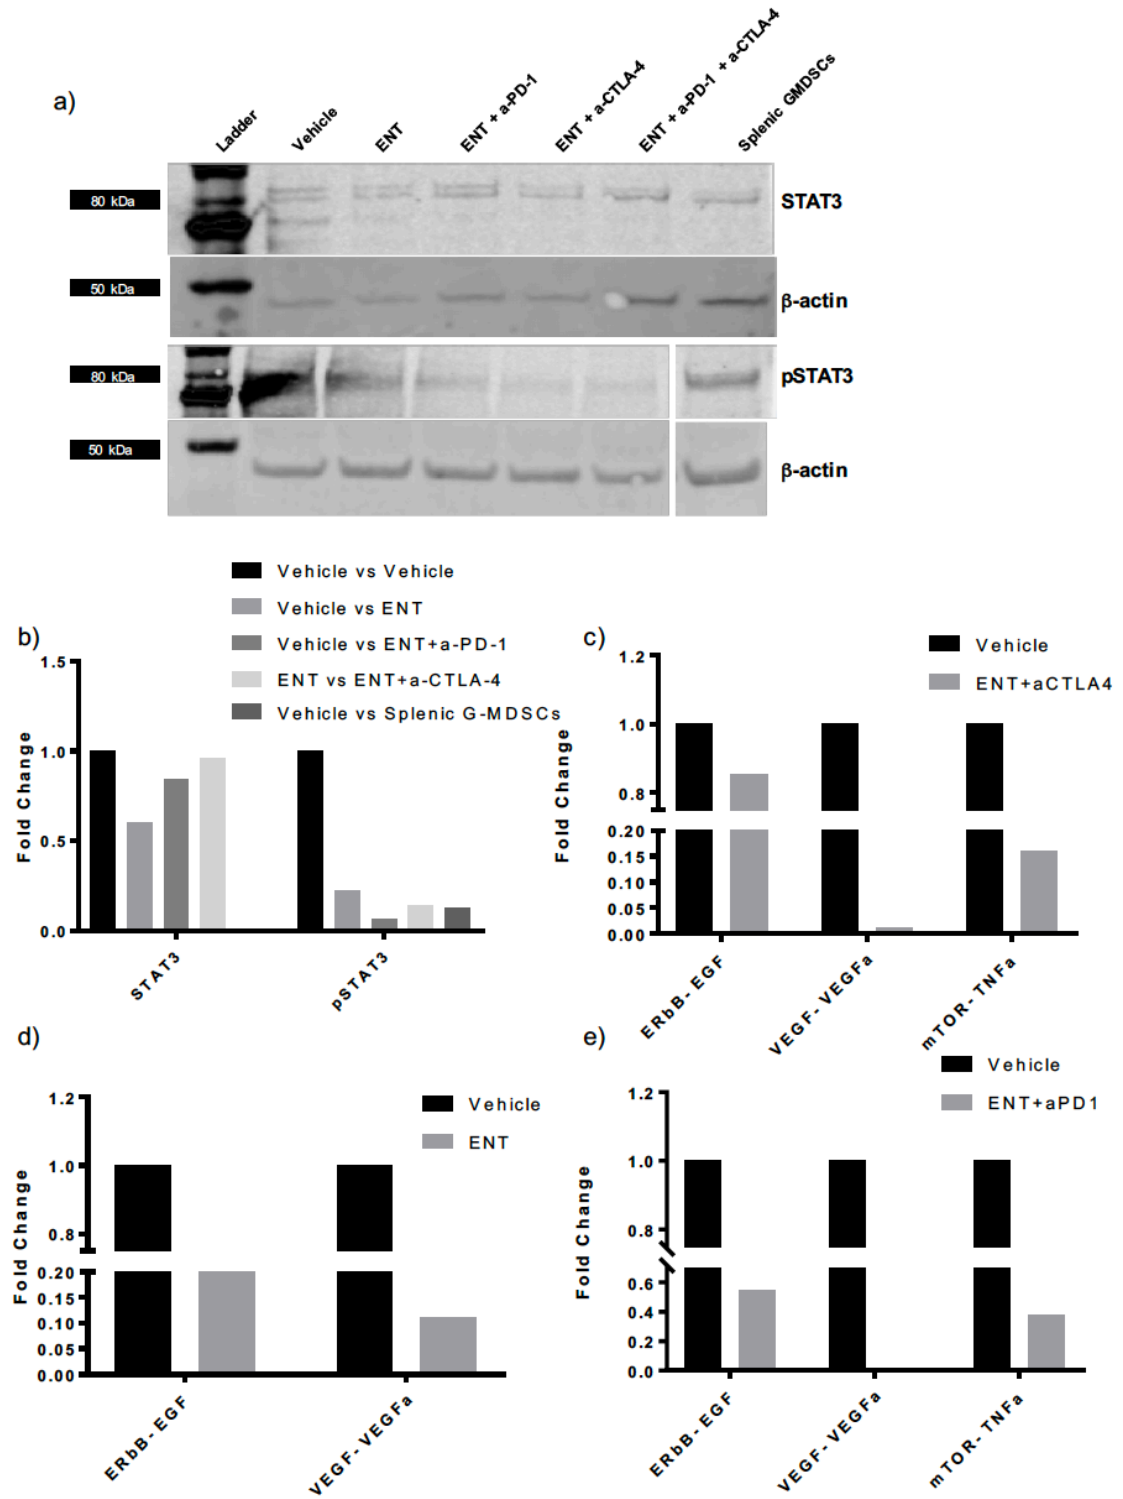 a)
Ladder
Vehicle
ENT
ENT + a-PD-1
ENT + a-CTLA-4
ENT + a-PD-1 + a-CTLA-4
Splenic GMDSCs
80 kDa
STAT3
50 kDa
β-actin
80 kDa
pSTAT3
50 kDa
β-actin
b)
Vehicle vs Vehicle
Vehicle vs ENT
Vehicle vs ENT+a-PD-1
ENT vs ENT+a-CTLA-4
Vehicle vs Splenic G-MDSCs
Fold Change
1.5
1.0
0.5
0.0
STAT3
pSTAT3
c)
Vehicle
ENT+aCTLA4
Fold Change
1.2
1.0
0.8
0.20
0.15
0.10
0.05
0.00
ERbB-EGF
VEGF-VEGFa
mTOR-TNFa
d)
Vehicle
ENT
Fold Change
1.2
1.0
0.8
0.20
0.15
0.10
0.05
0.00
ERbB-EGF
VEGF-VEGFa
e)
Vehicle
ENT+aPD1
Fold Change
1.2
1.0
0.8
0.6
0.4
0.2
0.0
ERbB-EGF
VEGF-VEGFa
mTOR-TNFa